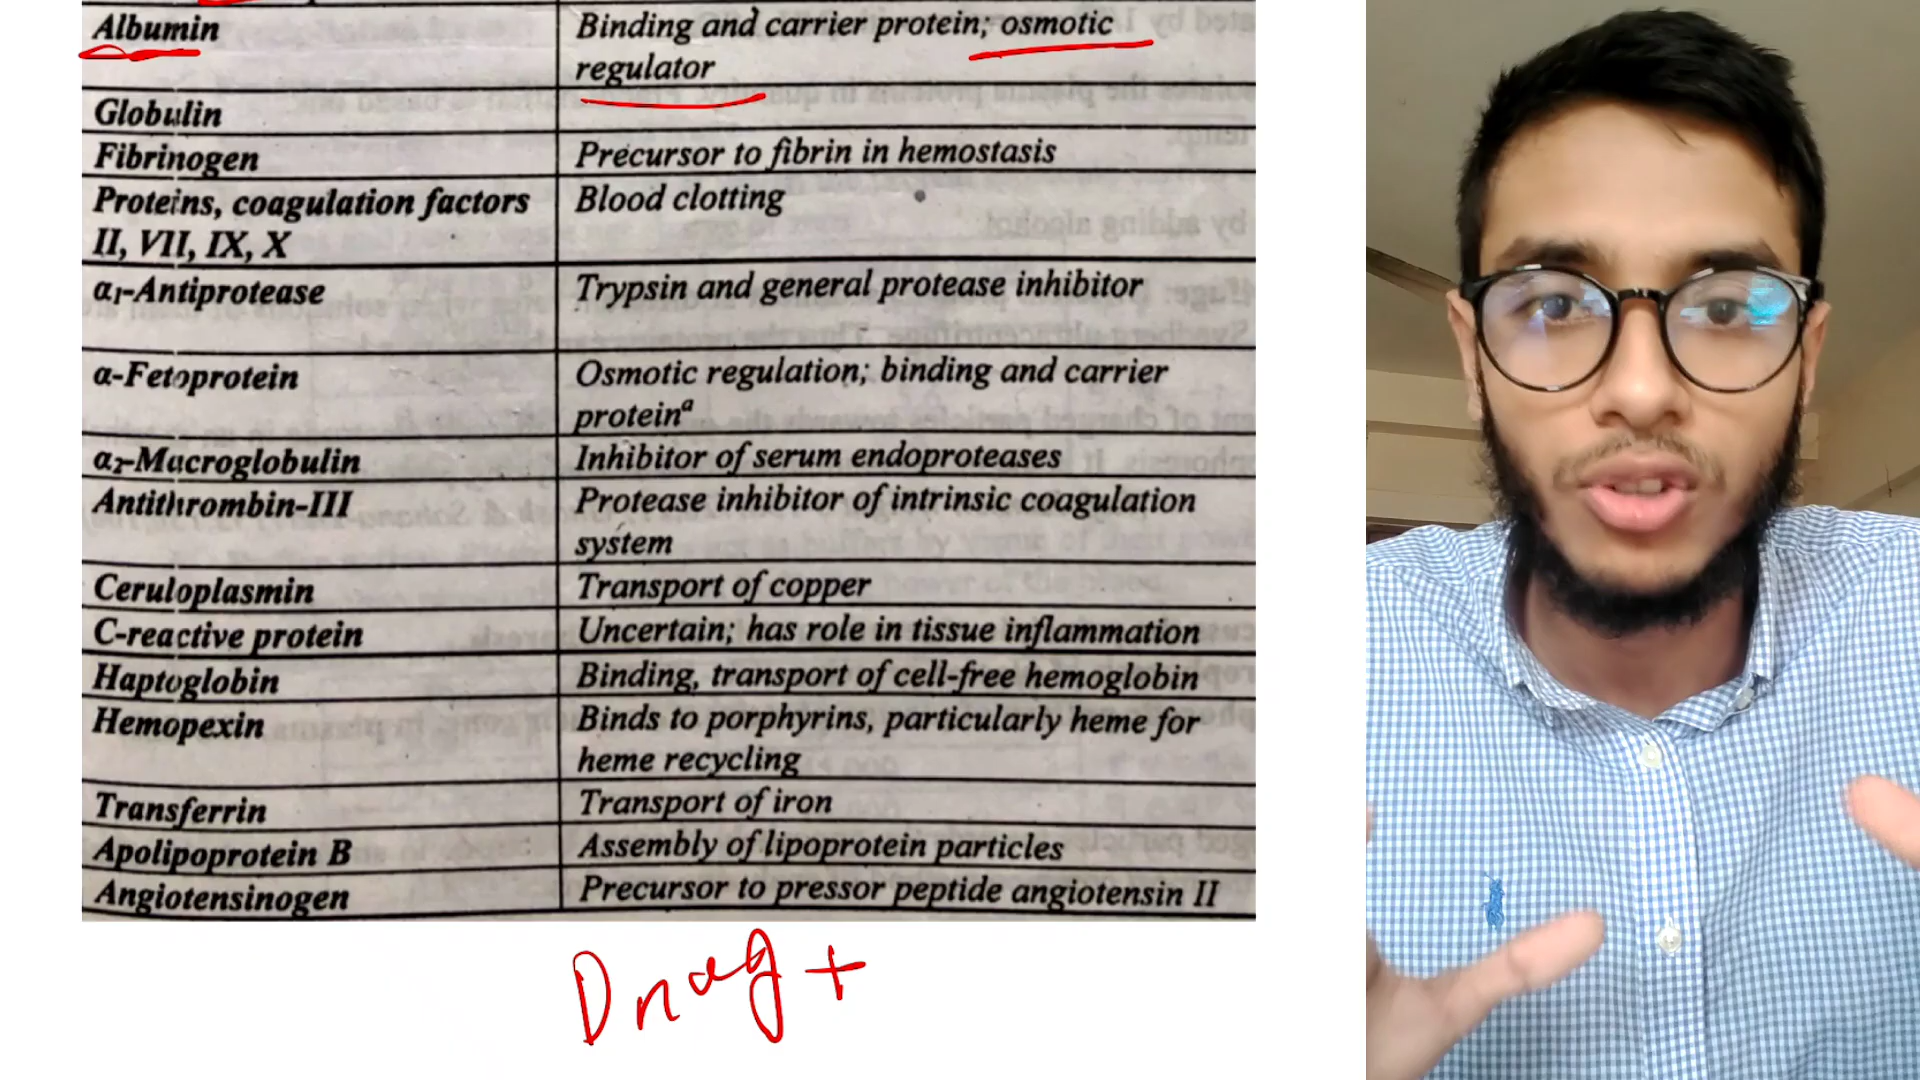 Albumin
Binding and carrier protein; osmotic
regulator
Globulin
Fibrinogen
Precursor to fibrin in hemostasis
Proteins, coagulation factors
II, VII, IX, X
Blood clotting
α₁-Antiprotease
Trypsin and general protease inhibitor
α-Fetoprotein
Osmotic regulation; binding and carrier
proteinᵃ
α₂-Macroglobulin
Inhibitor of serum endoproteases
Antithrombin-III
Protease inhibitor of intrinsic coagulation
system
Ceruloplasmin
Transport of copper
C-reactive protein
Uncertain; has role in tissue inflammation
Haptoglobin
Binding, transport of cell-free hemoglobin
Hemopexin
Binds to porphyrins, particularly heme for
heme recycling
Transferrin
Transport of iron
Apolipoprotein B
Assembly of lipoprotein particles
Angiotensinogen
Precursor to pressor peptide angiotensin II
Drug +